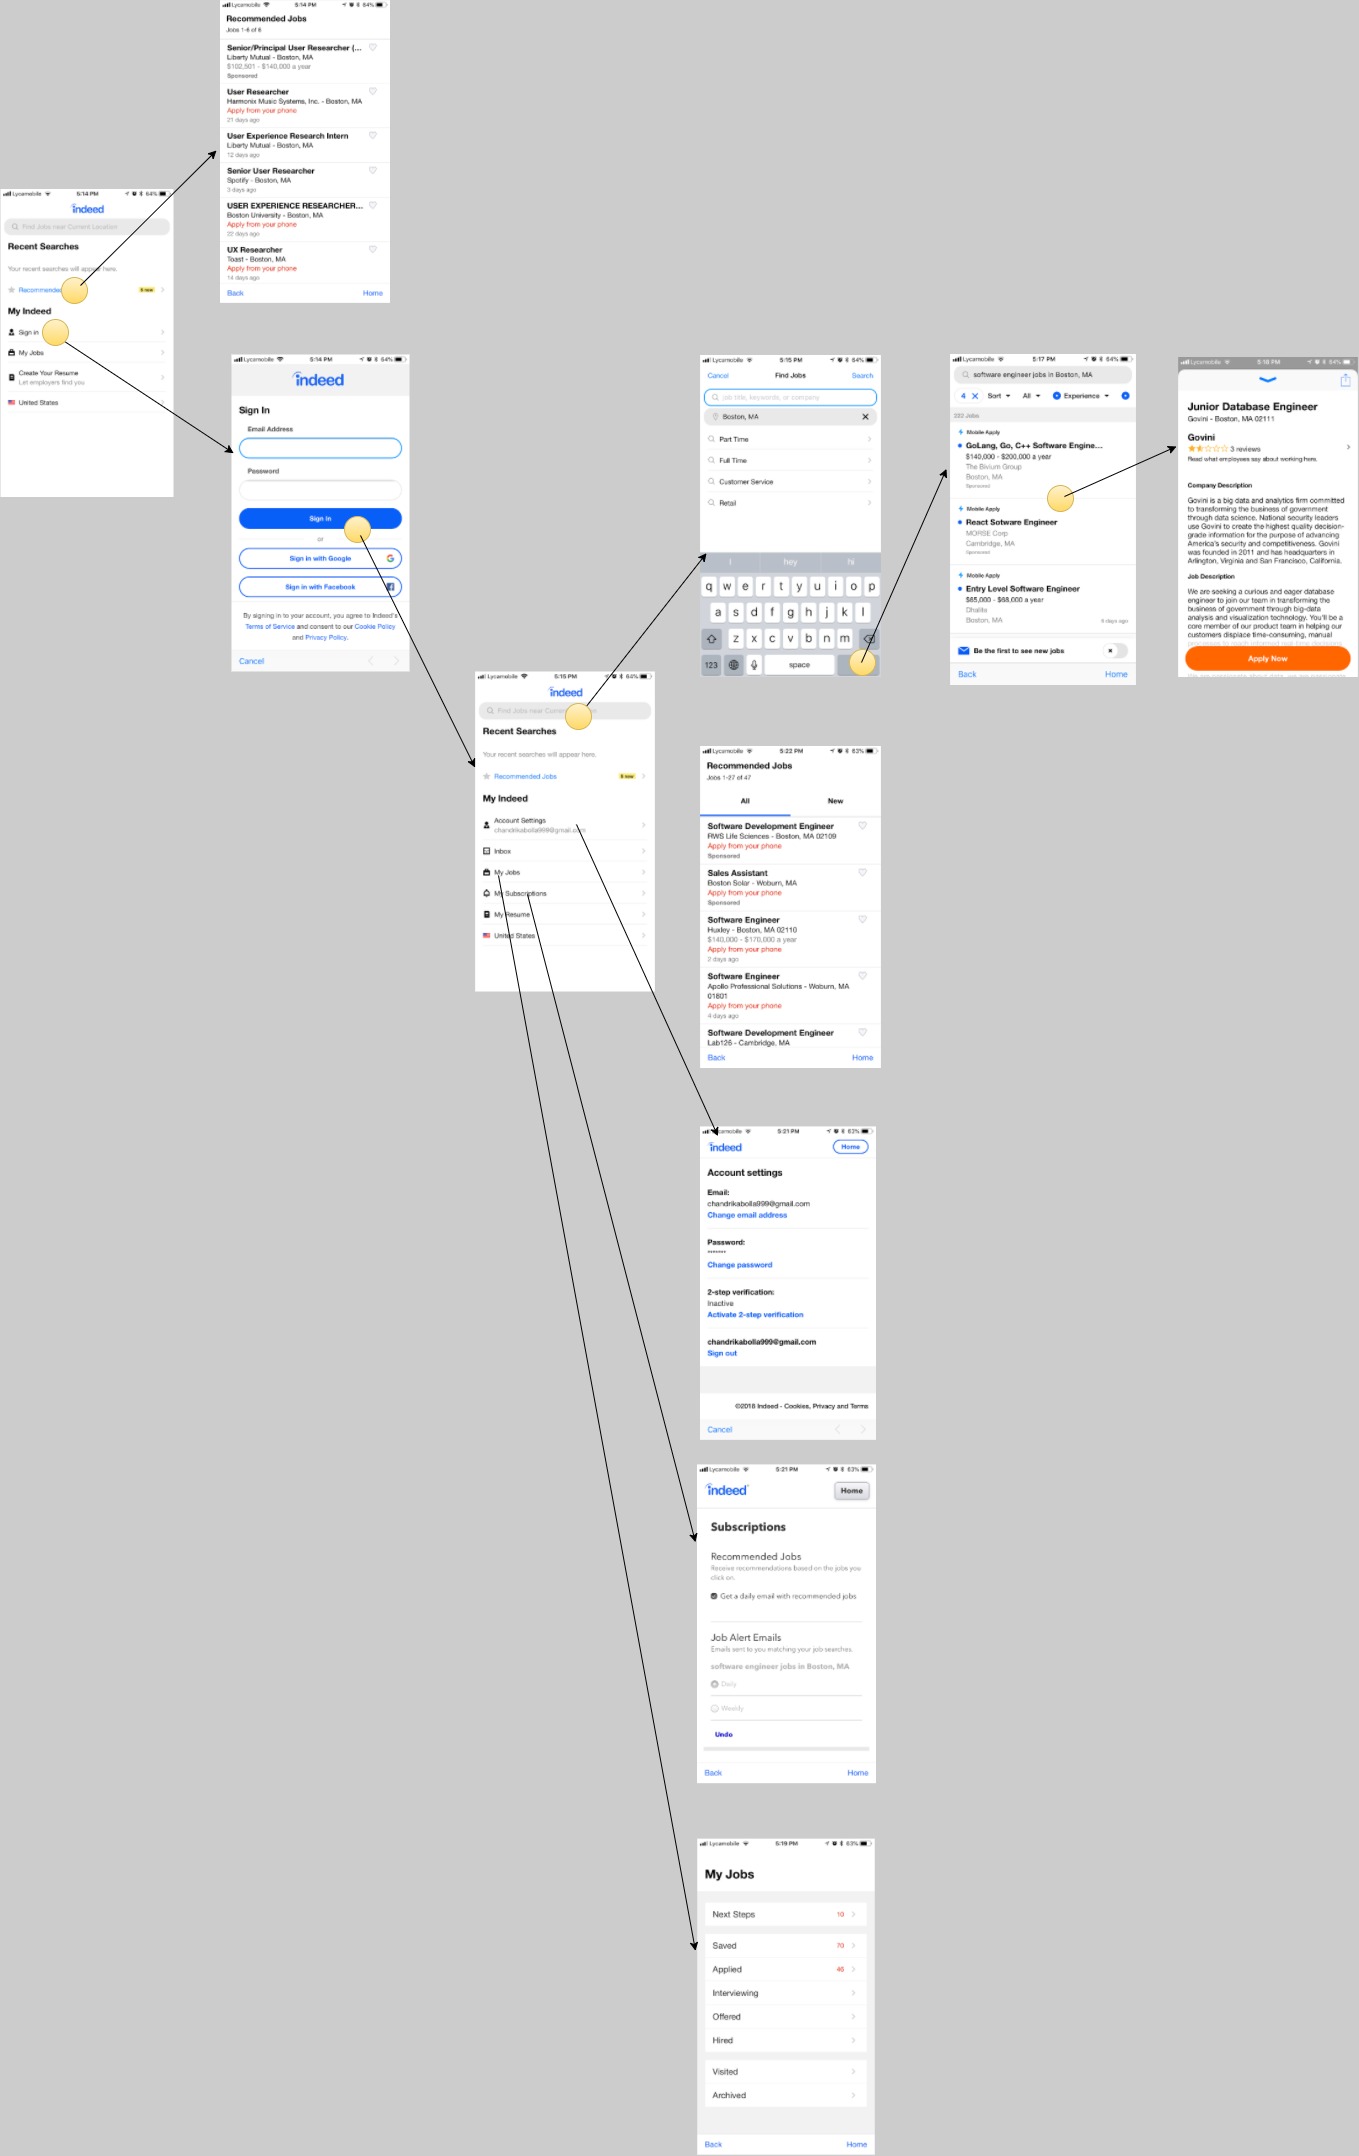 Lycamobile 5:14 PM 64%
Recommended Jobs
Jobs 1-6 of 6
Senior/Principal User Researcher (...
Liberty Mutual - Boston, MA
$102,501 - $140,000 a year
Sponsored
User Researcher
Harmonix Music Systems, Inc. - Boston, MA
Apply from your phone
21 days ago
User Experience Research Intern
Liberty Mutual - Boston, MA
12 days ago
Senior User Researcher
Spotify - Boston, MA
3 days ago
USER EXPERIENCE RESEARCHER...
Boston University - Boston, MA
Apply from your phone
22 days ago
UX Researcher
Toast - Boston, MA
Apply from your phone
14 days ago
Back Home
Lycamobile 5:14 PM 64%
indeed
Find Jobs near Current Location
Recent Searches
Your recent searches will appear here.
Recommended 6 new
My Indeed
Sign in
My Jobs
Create Your Resume
Let employers find you
United States
Lycamobile 5:14 PM 64%
indeed
Sign In
Email Address
Password
Sign In
or
Sign in with Google
Sign in with Facebook
By signing in to your account, you agree to Indeed's
Terms of Service and consent to our Cookie Policy
and Privacy Policy.
Cancel
Lycamobile 5:15 PM 64%
indeed
Find Jobs near Current
Recent Searches
Your recent searches will appear here.
Recommended Jobs 6 new
My Indeed
Account Settings
chandrikabolla999@gmail.com
Inbox
My Jobs
My Subscriptions
My Resume
United States
Lycamobile 5:15 PM 64%
Cancel Find Jobs Search
job title, keywords, or company
Boston, MA
Part Time
Full Time
Customer Service
Retail
I hey hi
q w e r t y u i o p
a s d f g h j k l
z x c v b n m
123 space
Lycamobile 5:17 PM 64%
software engineer jobs in Boston, MA
4 Sort All Experience
222 Jobs
Mobile Apply
GoLang, Go, C++ Software Engine...
$140,000 - $200,000 a year
The Bivium Group
Boston, MA
Sponsored
Mobile Apply
React Sotware Engineer
MORSE Corp
Cambridge, MA
Sponsored
Mobile Apply
Entry Level Software Engineer
$65,000 - $68,000 a year
Dhalite
Boston, MA 6 days ago
Be the first to see new jobs
Back Home
Lycamobile 5:18 PM 64%
Junior Database Engineer
Govini - Boston, MA 02111
Govini
3 reviews
Read what employees say about working here.
Company Description
Govini is a big data and analytics firm committed
to transforming the business of government
through data science. National security leaders
use Govini to create the highest quality decision-
grade information for the purpose of advancing
America's security and competitiveness. Govini
was founded in 2011 and has headquarters in
Arlington, Virginia and San Francisco, California.
Job Description
We are seeking a curious and eager database
engineer to join our team in transforming the
business of government through big-data
analysis and visualization technology. You'll be a
core member of our product team in helping our
customers displace time-consuming, manual
Apply Now
Lycamobile 5:22 PM 63%
Recommended Jobs
Jobs 1-27 of 47
All New
Software Development Engineer
RWS Life Sciences - Boston, MA 02109
Apply from your phone
Sponsored
Sales Assistant
Boston Solar - Woburn, MA
Apply from your phone
Sponsored
Software Engineer
Huxley - Boston, MA 02110
$140,000 - $170,000 a year
Apply from your phone
2 days ago
Software Engineer
Apollo Professional Solutions - Woburn, MA
01801
Apply from your phone
4 days ago
Software Development Engineer
Lab126 - Cambridge, MA
Back Home
Lycamobile 5:21 PM 63%
indeed Home
Account settings
Email:
chandrikabolla999@gmail.com
Change email address
Password:
*******
Change password
2-step verification:
Inactive
Activate 2-step verification
chandrikabolla999@gmail.com
Sign out
©2018 Indeed - Cookies, Privacy and Terms
Cancel
Lycamobile 5:21 PM 63%
indeed Home
Subscriptions
Recommended Jobs
Receive recommendations based on the jobs you
click on.
Get a daily email with recommended jobs
Job Alert Emails
Emails sent to you matching your job searches.
software engineer jobs in Boston, MA
Daily
Weekly
Undo
Back Home
Lycamobile 5:19 PM 63%
My Jobs
Next Steps 10
Saved 70
Applied 46
Interviewing
Offered
Hired
Visited
Archived
Back Home